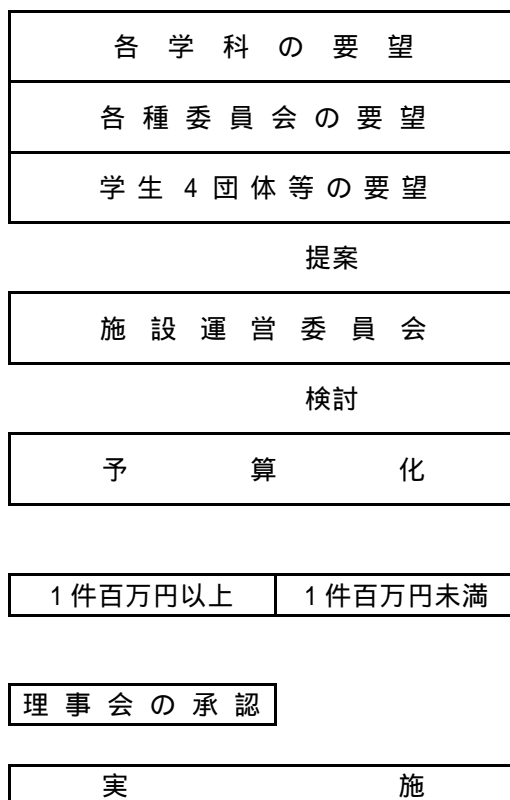 各学科の要望
各種委員会の要望
学生4団体等の要望
提案
施設運営委員会
検討
予算化
1件百万円以上 1件百万円未満
理事会の承認
実施